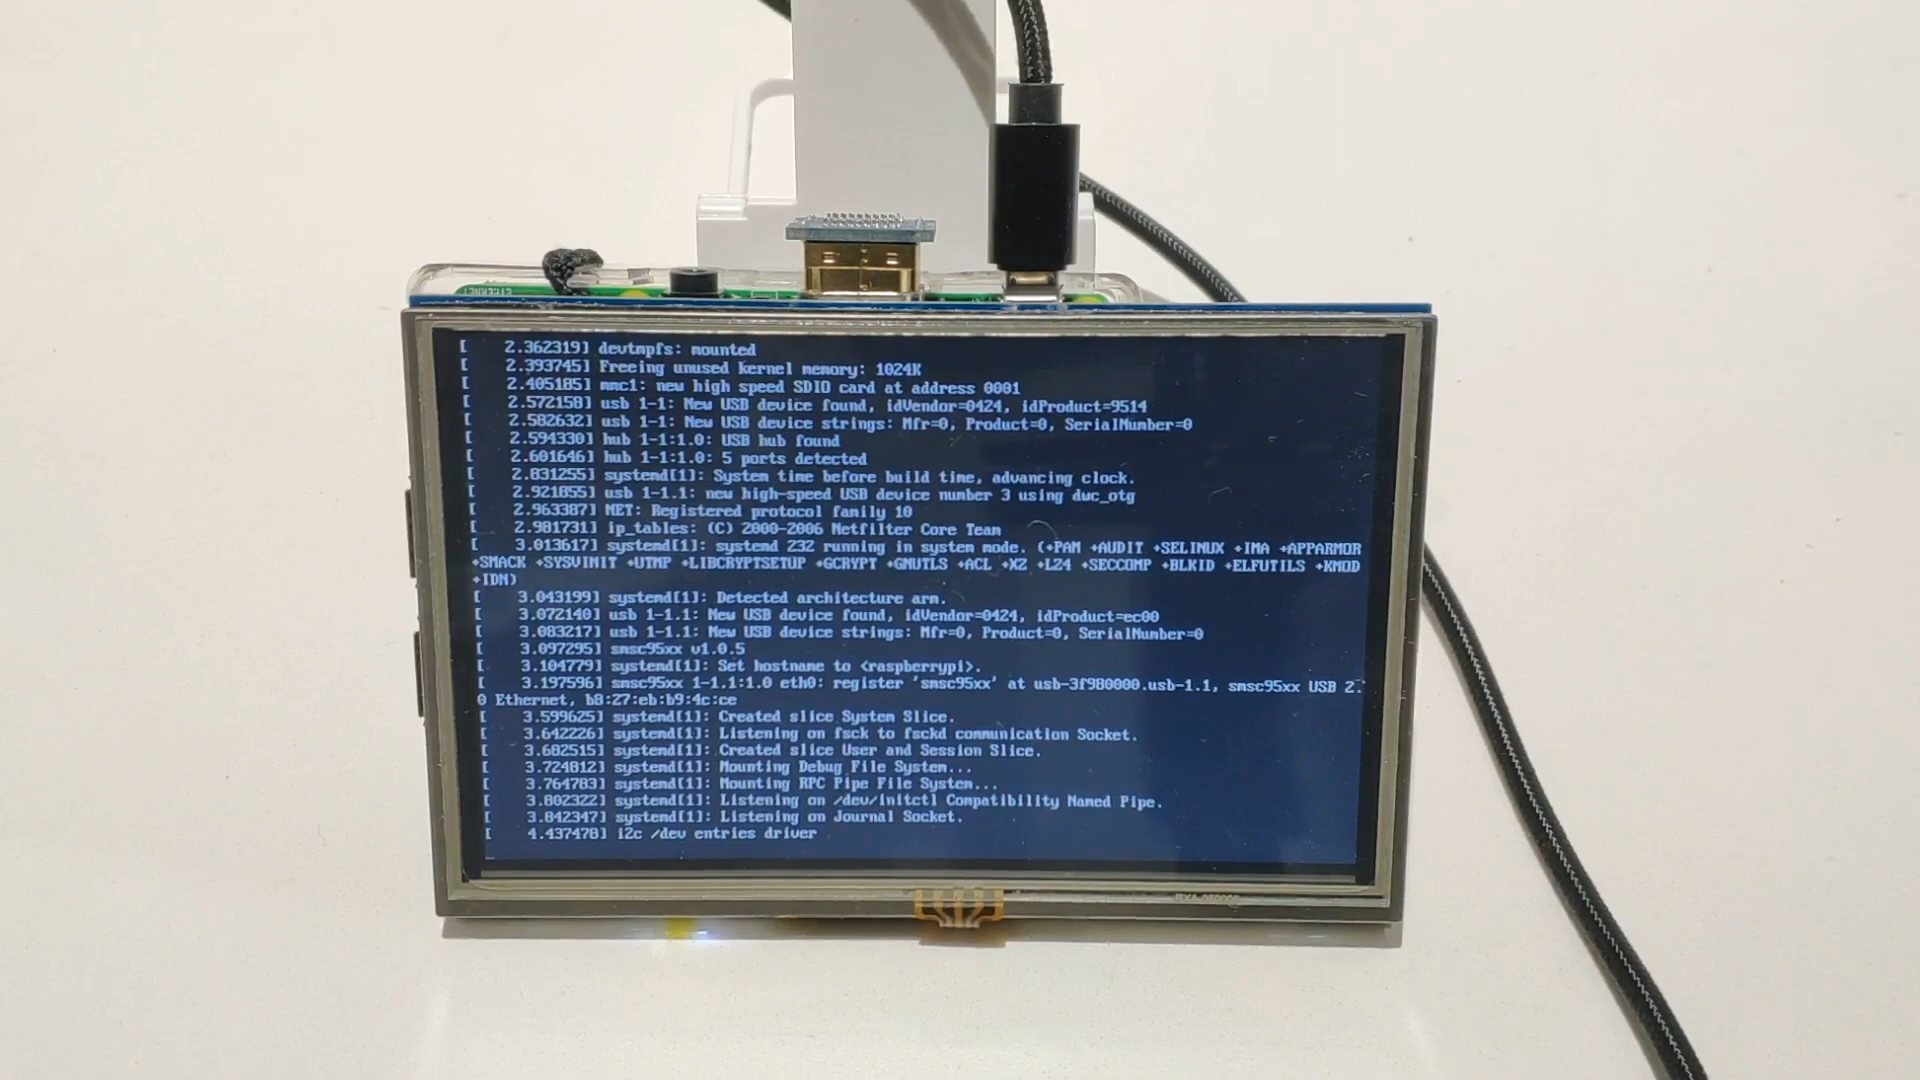 ETHERNET
[    2.362319] devtmpfs: mounted
[    2.393745] Freeing unused kernel memory: 1024K
[    2.405185] mmc1: new high speed SDIO card at address 0001
[    2.572158] usb 1-1: New USB device found, idVendor=0424, idProduct=9514
[    2.582632] usb 1-1: New USB device strings: Mfr=0, Product=0, SerialNumber=0
[    2.594330] hub 1-1:1.0: USB hub found
[    2.601646] hub 1-1:1.0: 5 ports detected
[    2.831255] systemd[1]: System time before build time, advancing clock.
[    2.921855] usb 1-1.1: new high-speed USB device number 3 using dwc_otg
[    2.963387] NET: Registered protocol family 10
[    2.981731] ip_tables: (C) 2000-2006 Netfilter Core Team
[    3.013617] systemd[1]: systemd 232 running in system mode. (+PAM +AUDIT +SELINUX +IMA +APPARMOR
+SMACK +SYSVINIT +UTMP +LIBCRYPTSETUP +GCRYPT +GNUTLS +ACL +XZ +LZ4 +SECCOMP +BLKID +ELFUTILS +KMOD
+IDN)
[    3.043199] systemd[1]: Detected architecture arm.
[    3.072140] usb 1-1.1: New USB device found, idVendor=0424, idProduct=ec00
[    3.083217] usb 1-1.1: New USB device strings: Mfr=0, Product=0, SerialNumber=0
[    3.097295] smsc95xx v1.0.5
[    3.104779] systemd[1]: Set hostname to <raspberrypi>.
[    3.197596] smsc95xx 1-1.1:1.0 eth0: register 'smsc95xx' at usb-3f980000.usb-1.1, smsc95xx USB 2.
0 Ethernet, b8:27:eb:b9:4c:ce
[    3.599625] systemd[1]: Created slice System Slice.
[    3.642226] systemd[1]: Listening on fsck to fsckd communication Socket.
[    3.682515] systemd[1]: Created slice User and Session Slice.
[    3.724812] systemd[1]: Mounting Debug File System...
[    3.764783] systemd[1]: Mounting RPC Pipe File System...
[    3.802322] systemd[1]: Listening on /dev/initctl Compatibility Named Pipe.
[    3.842347] systemd[1]: Listening on Journal Socket.
[    4.437478] i2c /dev entries driver